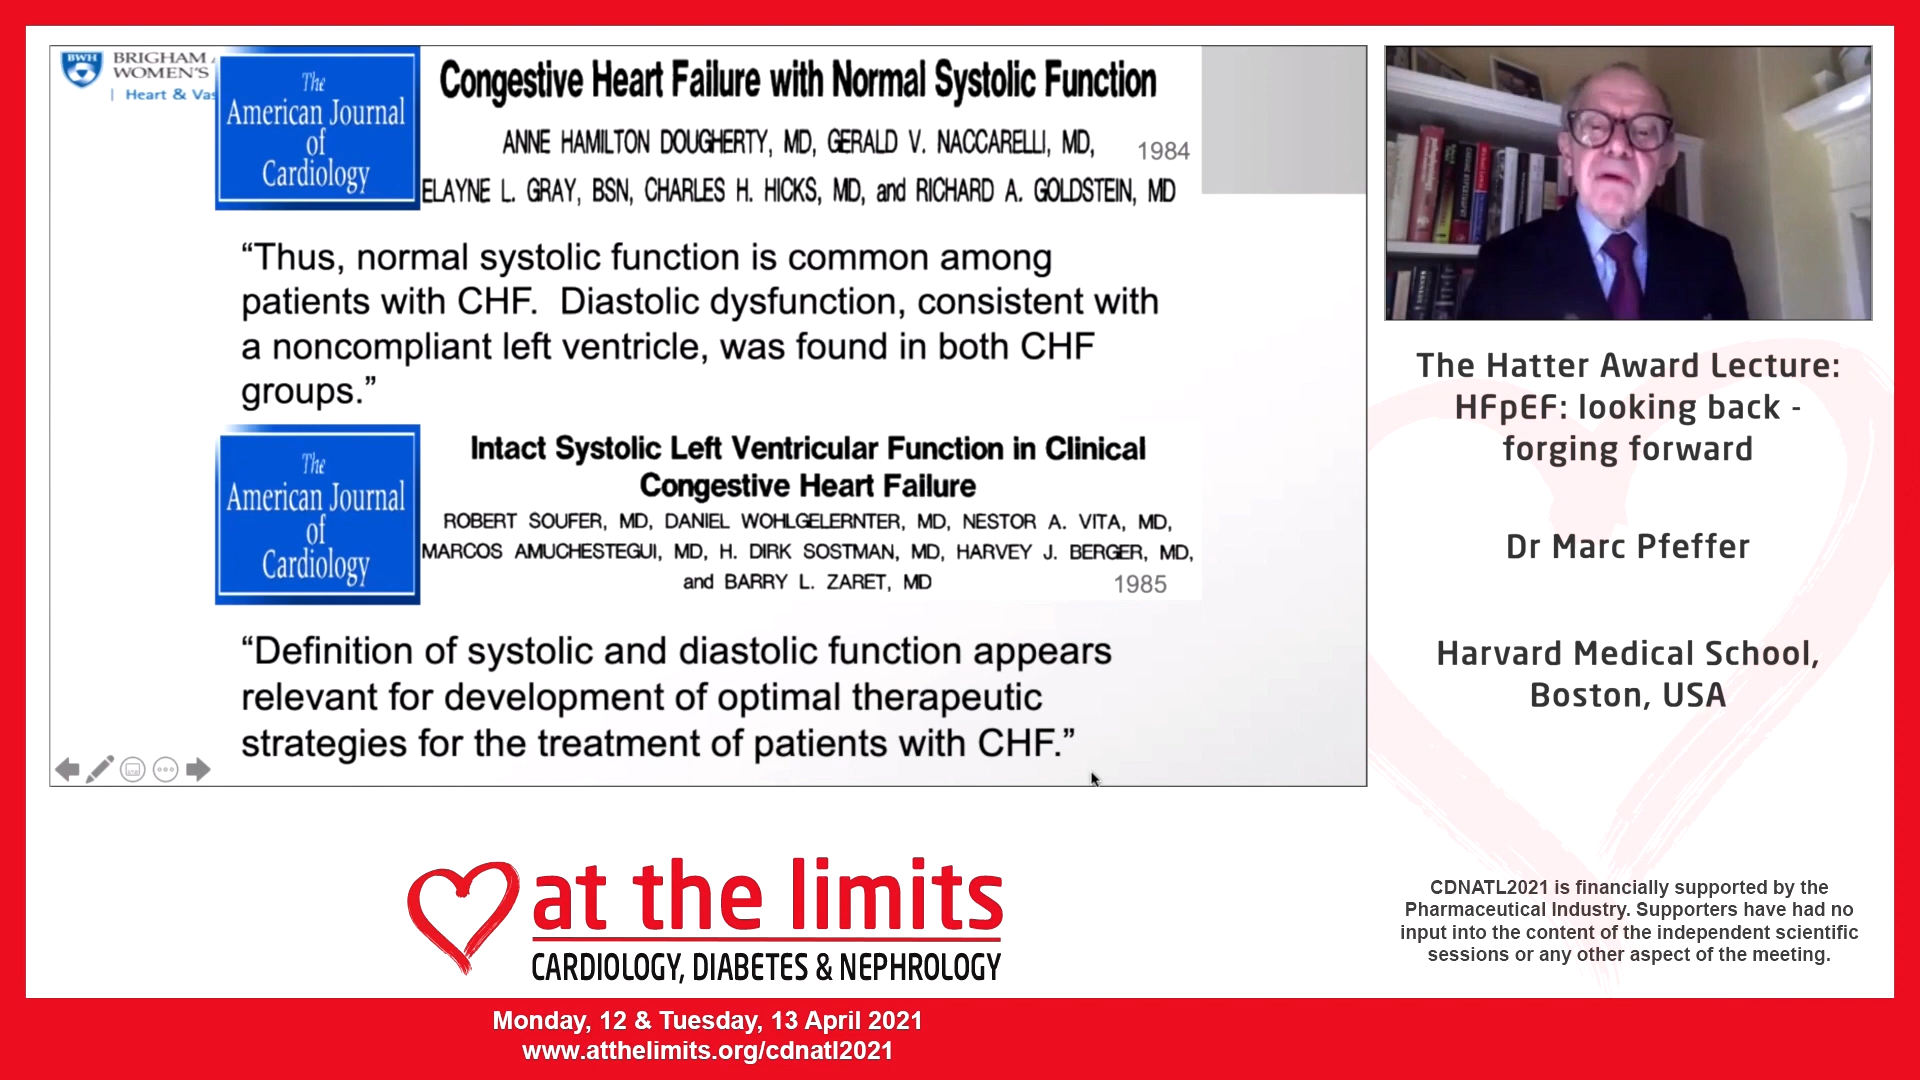 BWH
BRIGHAM
WOMEN'S
| Heart & Vas
The
American Journal
of
Cardiology
Congestive Heart Failure with Normal Systolic Function
ANNE HAMILTON DOUGHERTY, MD, GERALD V. NACCARELLI, MD,
1984
ELAYNE L. GRAY, BSN, CHARLES H. HICKS, MD, and RICHARD A. GOLDSTEIN, MD
“Thus, normal systolic function is common among
patients with CHF.  Diastolic dysfunction, consistent with
a noncompliant left ventricle, was found in both CHF
groups.”
The
American Journal
of
Cardiology
Intact Systolic Left Ventricular Function in Clinical
Congestive Heart Failure
ROBERT SOUFER, MD, DANIEL WOHLGELERNTER, MD, NESTOR A. VITA, MD,
MARCOS AMUCHESTEGUI, MD, H. DIRK SOSTMAN, MD, HARVEY J. BERGER, MD,
and BARRY L. ZARET, MD
1985
“Definition of systolic and diastolic function appears
relevant for development of optimal therapeutic
strategies for the treatment of patients with CHF.”
The Hatter Award Lecture:
HFpEF: looking back -
forging forward
Dr Marc Pfeffer
Harvard Medical School,
Boston, USA
at the limits
CARDIOLOGY, DIABETES & NEPHROLOGY
CDNATL2021 is financially supported by the
Pharmaceutical Industry. Supporters have had no
input into the content of the independent scientific
sessions or any other aspect of the meeting.
Monday, 12 & Tuesday, 13 April 2021
www.atthelimits.org/cdnatl2021